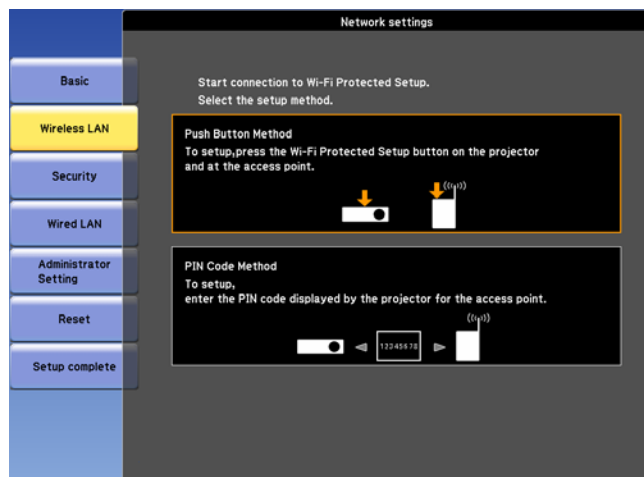 Network settings
Basic
Wireless LAN
Security
Wired LAN
Administrator
Setting
Reset
Setup complete
Start connection to Wi-Fi Protected Setup.
Select the setup method.
Push Button Method
To setup,press the Wi-Fi Protected Setup button on the projector
and at the access point.
PIN Code Method
To setup,
enter the PIN code displayed by the projector for the access point.
12345678